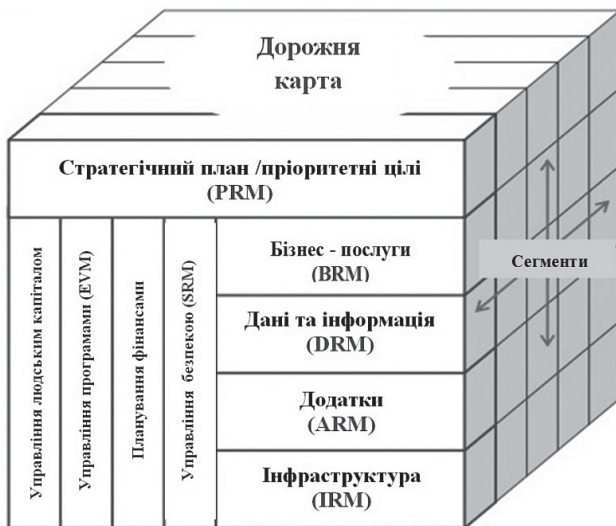 Дорожня
карта
Стратегічний план /пріоритетні цілі
(PRM)
Управління людським капіталом
Управління програмами (EVM)
Планування фінансами
Управління безпекою (SRM)
Бізнес - послуги
(BRM)
Дані та інформація
(DRM)
Додатки
(ARM)
Інфраструктура
(IRM)
Сегменти